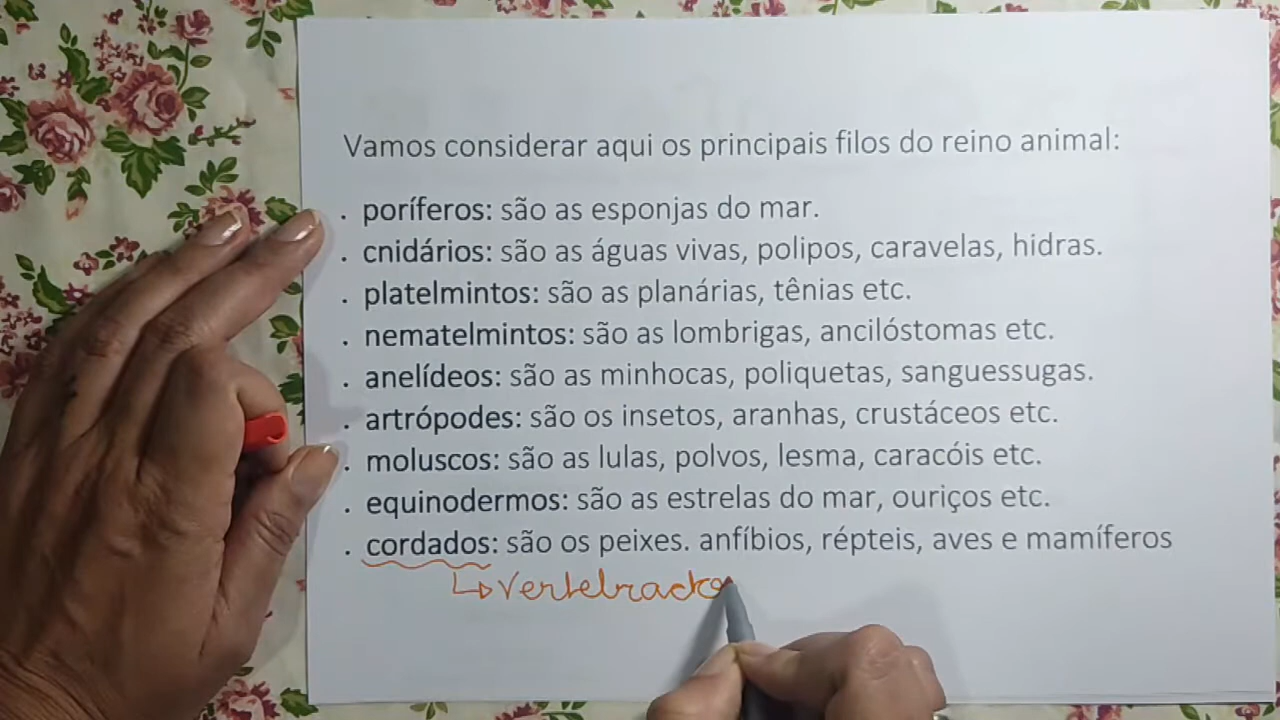 Vamos considerar aqui os principais filos do reino animal:
. poríferos: são as esponjas do mar.
. cnidários: são as águas vivas, polipos, caravelas, hidras.
. platelmintos: são as planárias, tênias etc.
. nematelmintos: são as lombrigas, ancilóstomas etc.
. anelídeos: são as minhocas, poliquetas, sanguessugas.
. artrópodes: são os insetos, aranhas, crustáceos etc.
. moluscos: são as lulas, polvos, lesma, caracóis etc.
. equinodermos: são as estrelas do mar, ouriços etc.
. cordados: são os peixes. anfíbios, répteis, aves e mamíferos
↳ Vertebrado